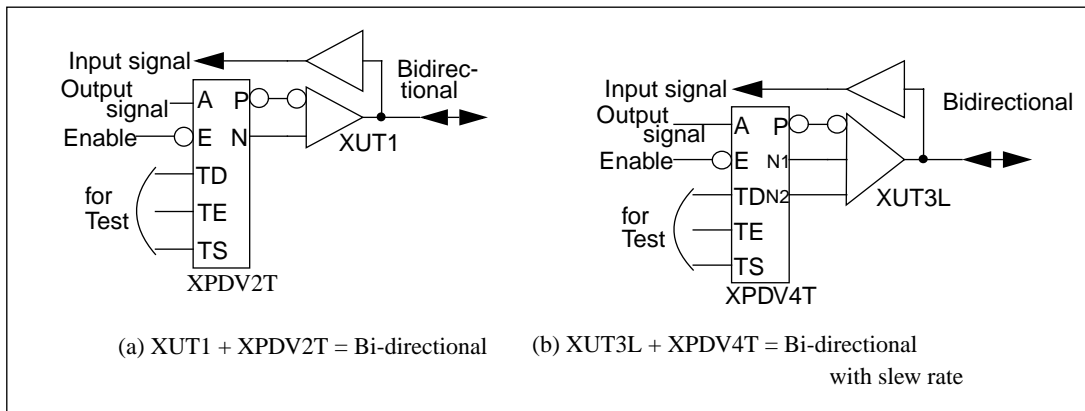 Input signal
Bidirec-
tional
Output
signal
A
P
Enable
E
N
XUT1
for
Test
TD
TE
TS
XPDV2T
(a) XUT1 + XPDV2T = Bi-directional
Input signal
Bidirectional
Output
signal
A
P
Enable
E
N1
TD
N2
XUT3L
for
Test
TE
TS
XPDV4T
(b) XUT3L + XPDV4T = Bi-directional
with slew rate